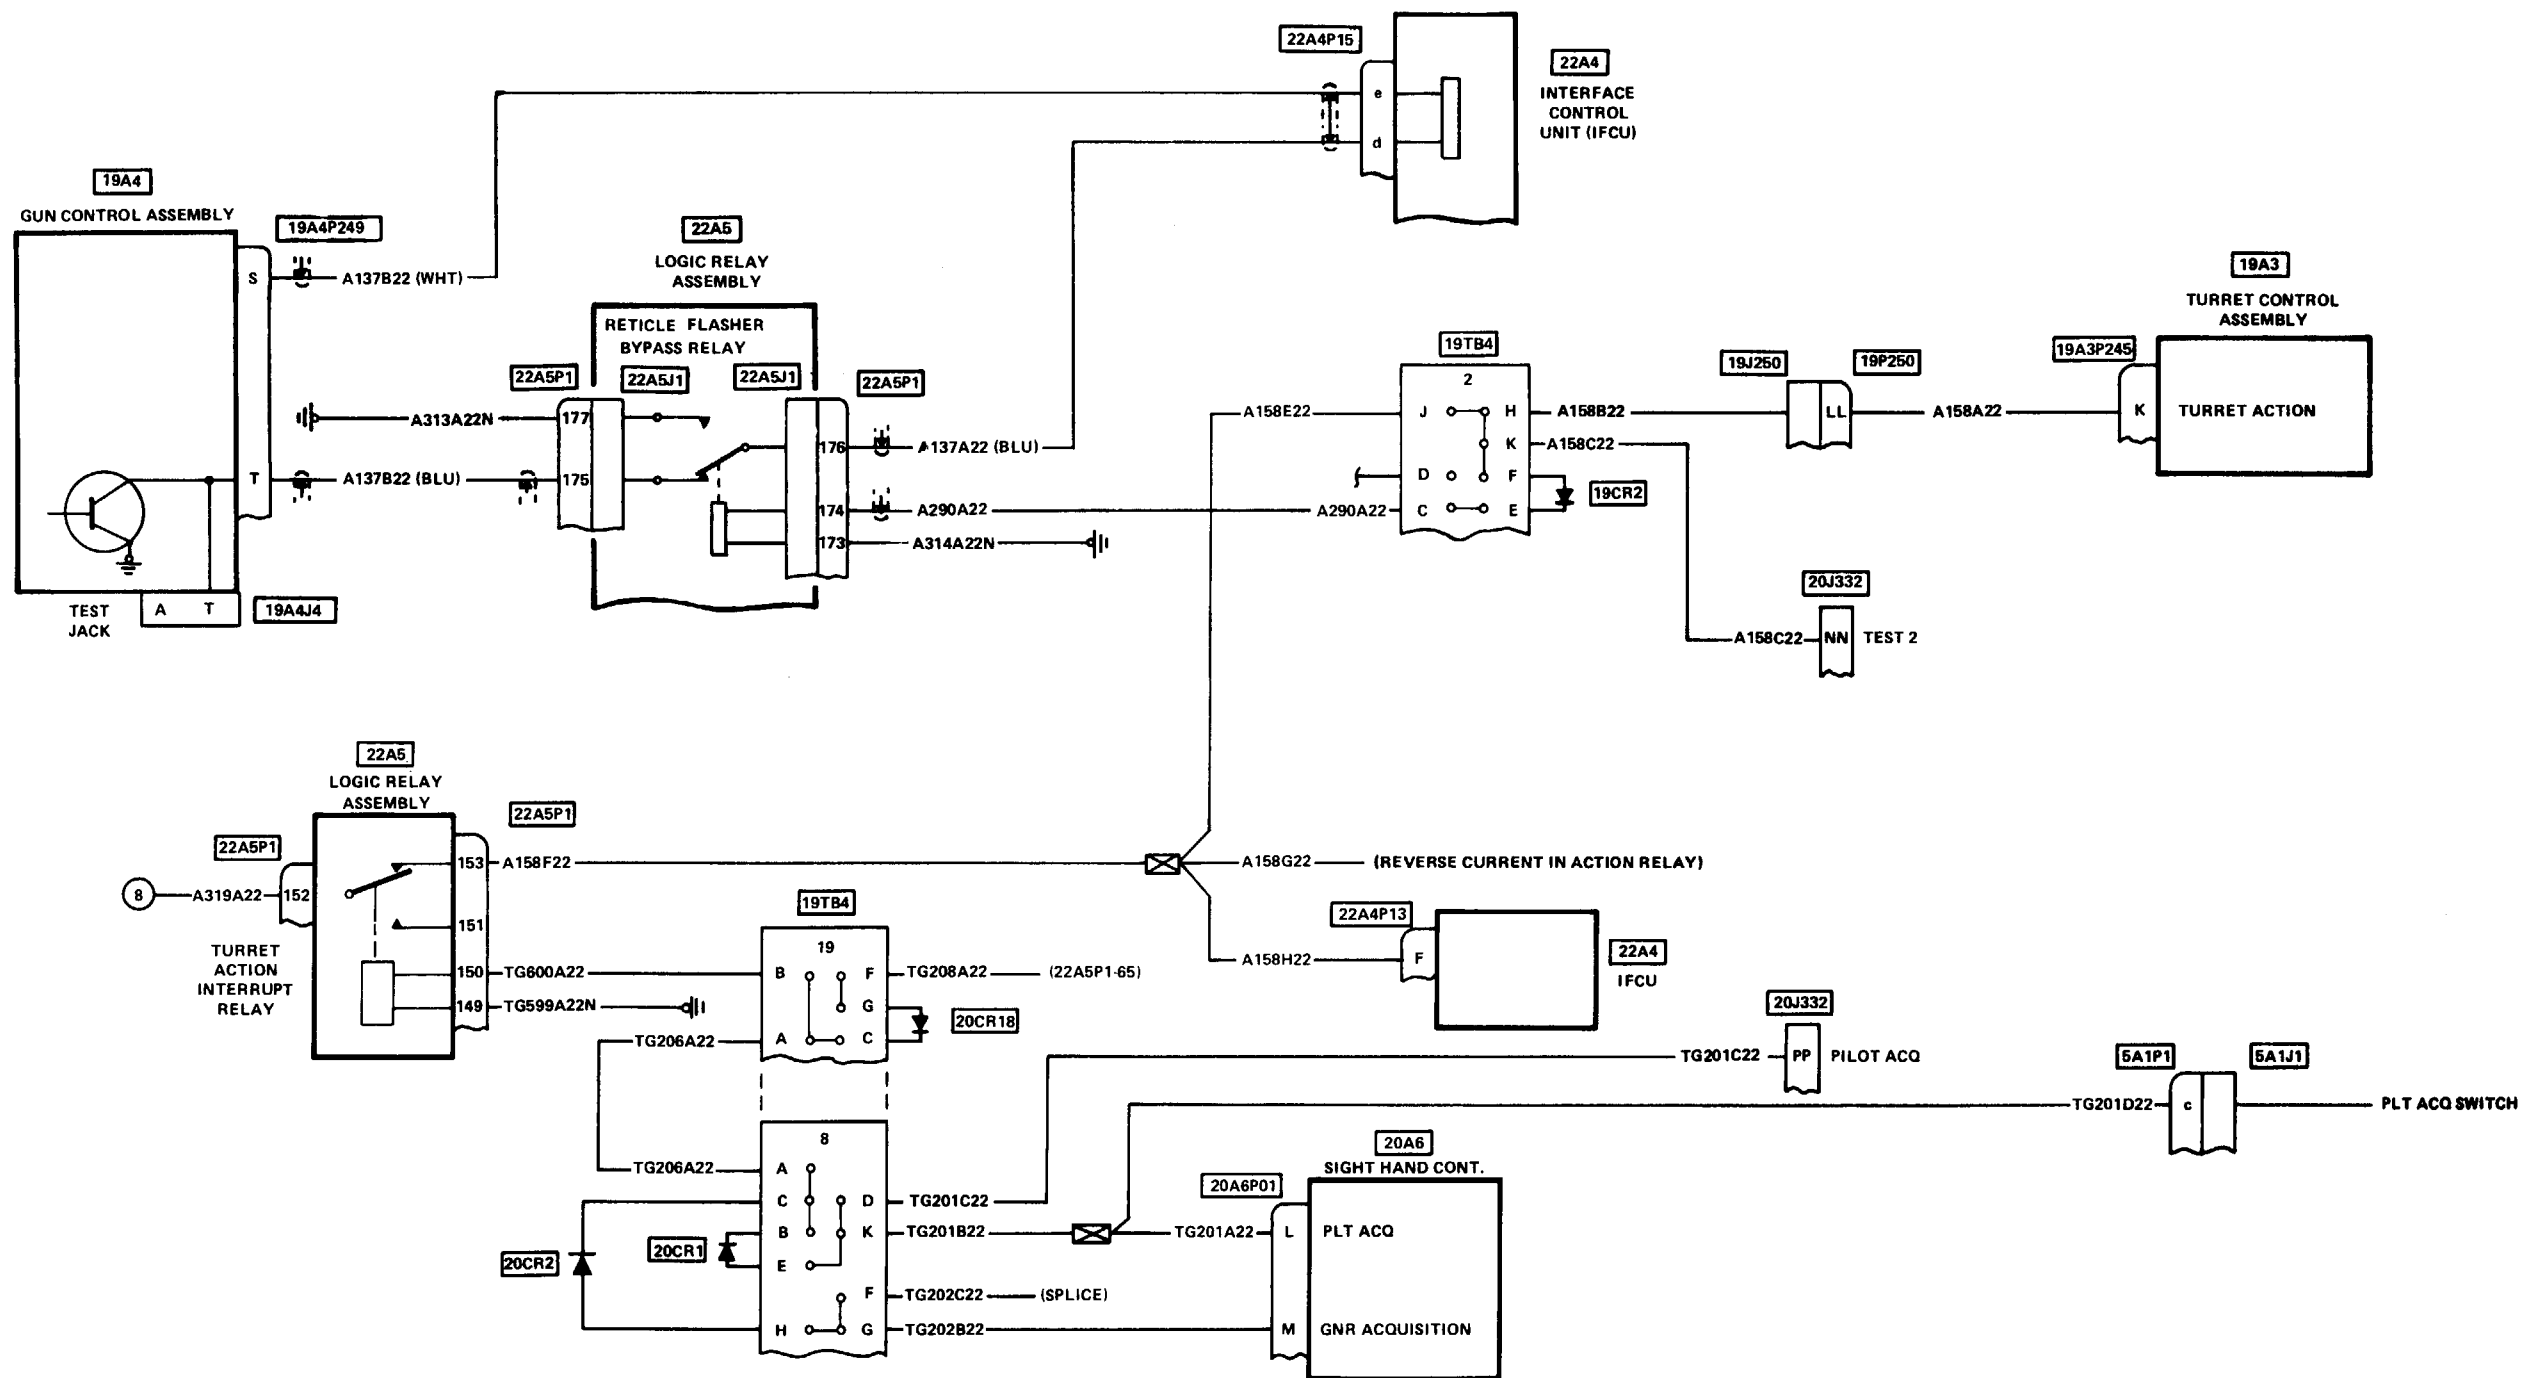 22A4P15
22A4
INTERFACE
CONTROL
UNIT (IFCU)
e
d
19A4
GUN CONTROL ASSEMBLY
19A4P249
S
A137B22 (WHT)
T
A137B22 (BLU)
TEST
JACK
A T
19A4J4
22A5
LOGIC RELAY
ASSEMBLY
RETICLE FLASHER
BYPASS RELAY
22A5P1
22A5J1
22A5J1
22A5P1
A313A22N
177
175
176
A137A22 (BLU)
174
A290A22
173
A314A22N
19TB4
2
A158E22
J
H
A158B22
K
A158C22
D
F
A290A22
C
E
19CR2
19J250
19P250
LL
A158A22
19A3
TURRET CONTROL
ASSEMBLY
19A3P245
K
TURRET ACTION
20J332
A158C22
NN
TEST 2
22A5
LOGIC RELAY
ASSEMBLY
22A5P1
22A5P1
8
A319A22
152
153
A158F22
151
150
TG600A22
149
TG599A22N
TURRET
ACTION
INTERRUPT
RELAY
A158G22
(REVERSE CURRENT IN ACTION RELAY)
22A4P13
A158H22
F
22A4
IFCU
19TB4
19
B
F
TG208A22
(22A5P1-65)
G
TG206A22
A
C
20CR18
20J332
TG201C22
PP
PILOT ACQ
5A1P1
5A1J1
TG201D22
c
PLT ACQ SWITCH
8
TG206A22
A
C
D
TG201C22
B
K
TG201B22
TG201A22
E
20CR1
20CR2
F
TG202C22
(SPLICE)
H
G
TG202B22
20A6
SIGHT HAND CONT.
20A6P01
L
PLT ACQ
M
GNR ACQUISITION